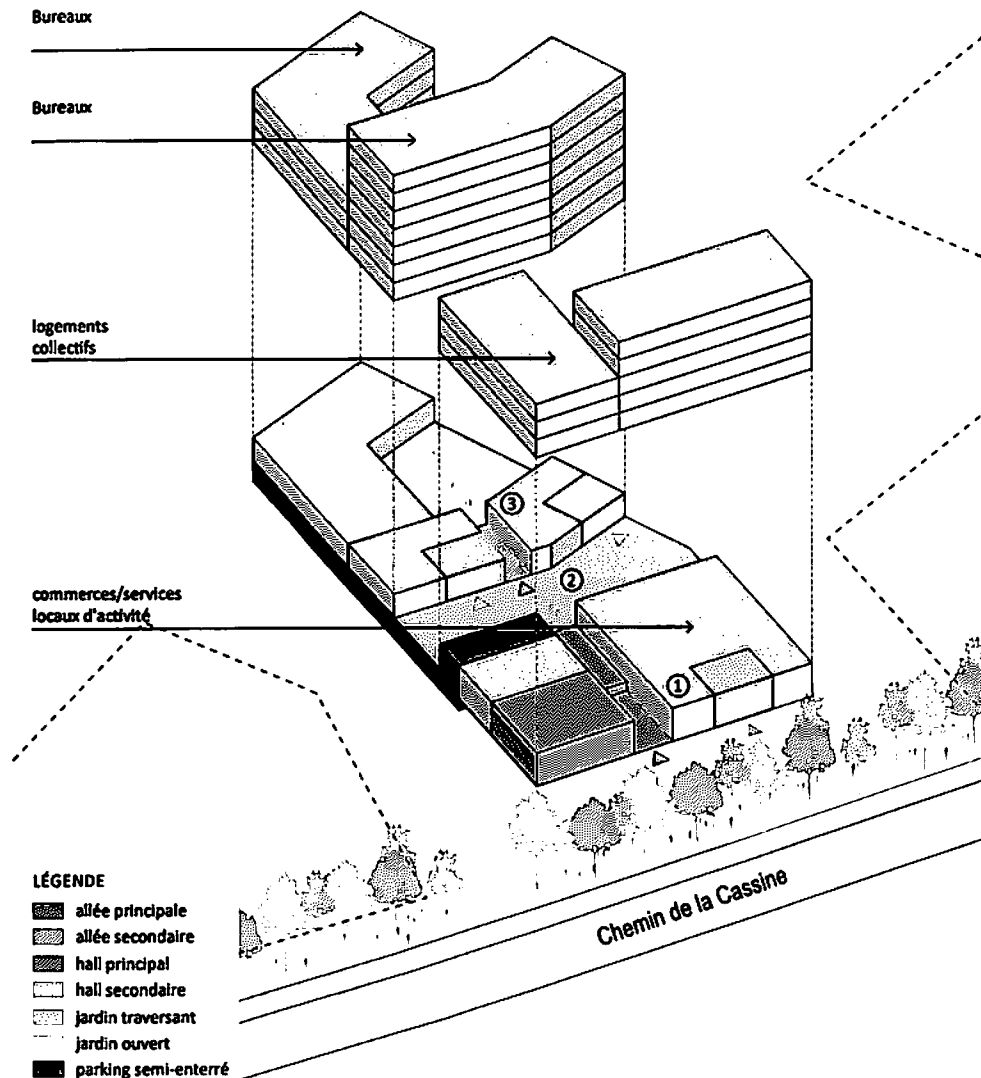 Bureaux
Bureaux
logements
collectifs
③
②
commerces/services
locaux d'activité
①
LÉGENDE
allée principale
allée secondaire
hall principal
hall secondaire
jardin traversant
jardin ouvert
parking semi-enterré
Chemin de la Cassine